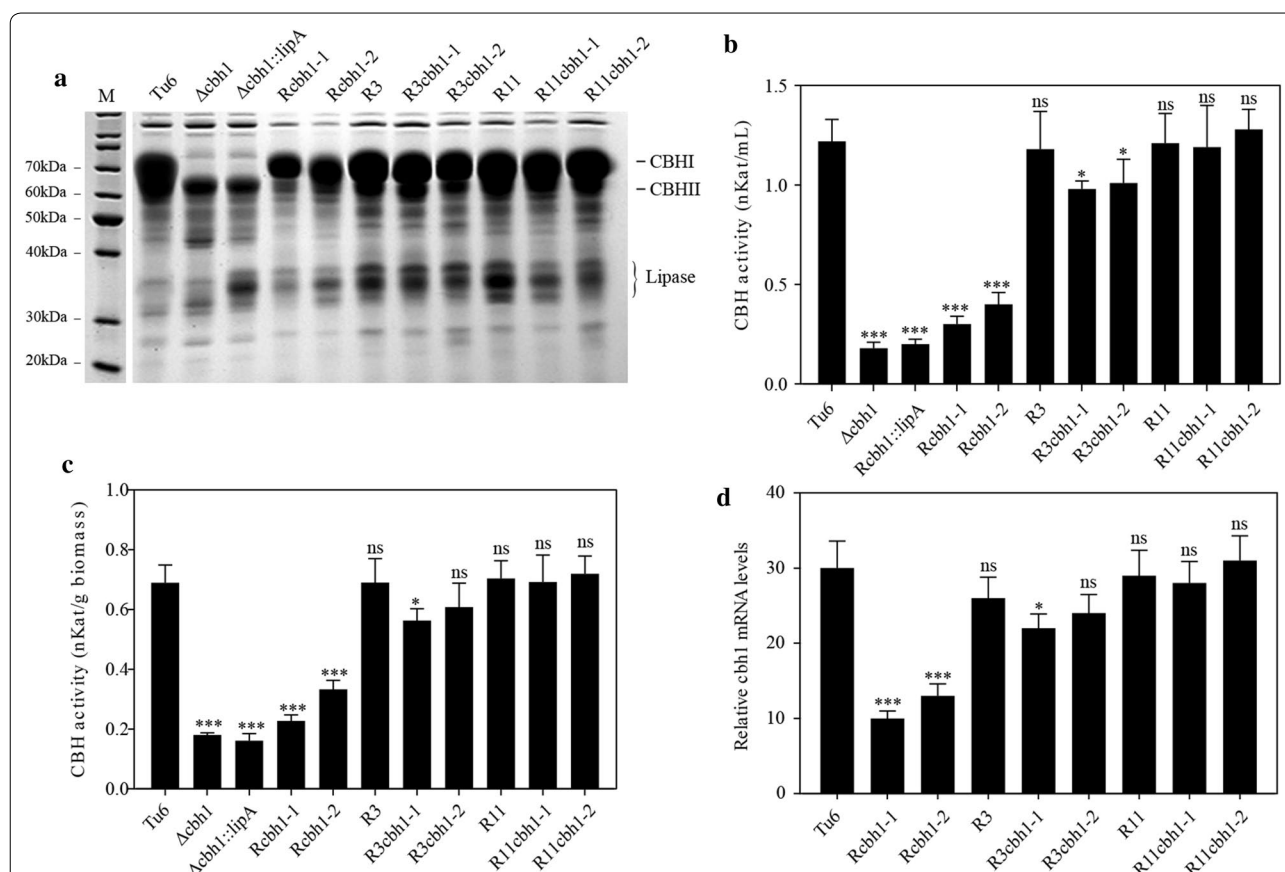 a
M Tu6 Δcbh1 Δcbh1::lipA Rcbh1-1 Rcbh1-2 R3 R3cbh1-1 R3cbh1-2 R11 R11cbh1-1 R11cbh1-2
70kDa
60kDa
50kDa
40kDa
30kDa
20kDa
CBHI
CBHII
Lipase
b
CBH activity (nKat/mL)
1.5
1.0
0.5
0.0
*** *** *** *** ns * * ns ns ns
Tu6 Δcbh1 Rcbh1::lipA Rcbh1-1 Rcbh1-2 R3 R3cbh1-1 R3cbh1-2 R11 R11cbh1-1 R11cbh1-2
c
CBH activity (nKat/g biomass)
1.0
0.8
0.6
0.4
0.2
0.0
*** *** *** *** ns * ns ns ns ns
Tu6 Δcbh1 Δcbh1::lipA Rcbh1-1 Rcbh1-2 R3 R3cbh1-1 R3cbh1-2 R11 R11cbh1-1 R11cbh1-2
d
Relative cbh1 mRNA levels
40
30
20
10
0
*** *** ns * ns ns ns ns
Tu6 Rcbh1-1 Rcbh1-2 R3 R3cbh1-1 R3cbh1-2 R11 R11cbh1-1 R11cbh1-2